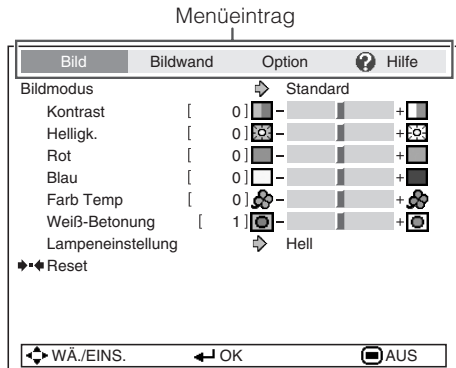 Menüeintrag
Bild Bildwand Option ? Hilfe
Bildmodus Standard
Kontrast [ 0] - +
Helligk. [ 0] - +
Rot [ 0] - +
Blau [ 0] - +
Farb Temp [ 0] - +
Weiß-Betonung [ 1] - +
Lampeneinstellung Hell
Reset
WÄ./EINS. OK AUS